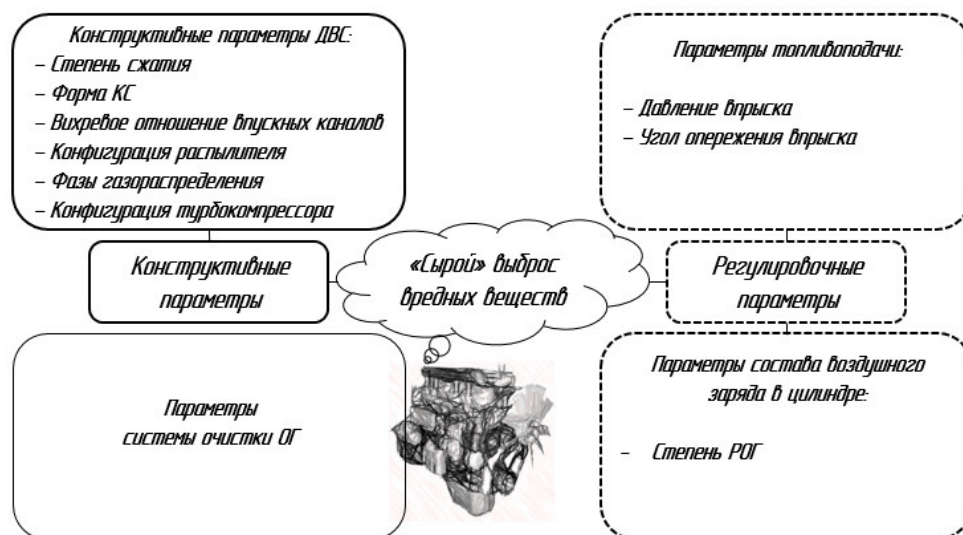 Конструктивные параметры ДВС:
– Степень сжатия
– Форма КС
– Вихревое отношение впускных каналов
– Конфигурация распылителя
– Фазы газораспределения
– Конфигурация турбокомпрессора
Параметры топливоподачи:
– Давление впрыска
– Угол опережения впрыска
Конструктивные
параметры
«Сырой» выброс
вредных веществ
Регулировочные
параметры
Параметры
системы очистки ОГ
Параметры состава воздушного
заряда в цилиндре:
- Степень РОГ